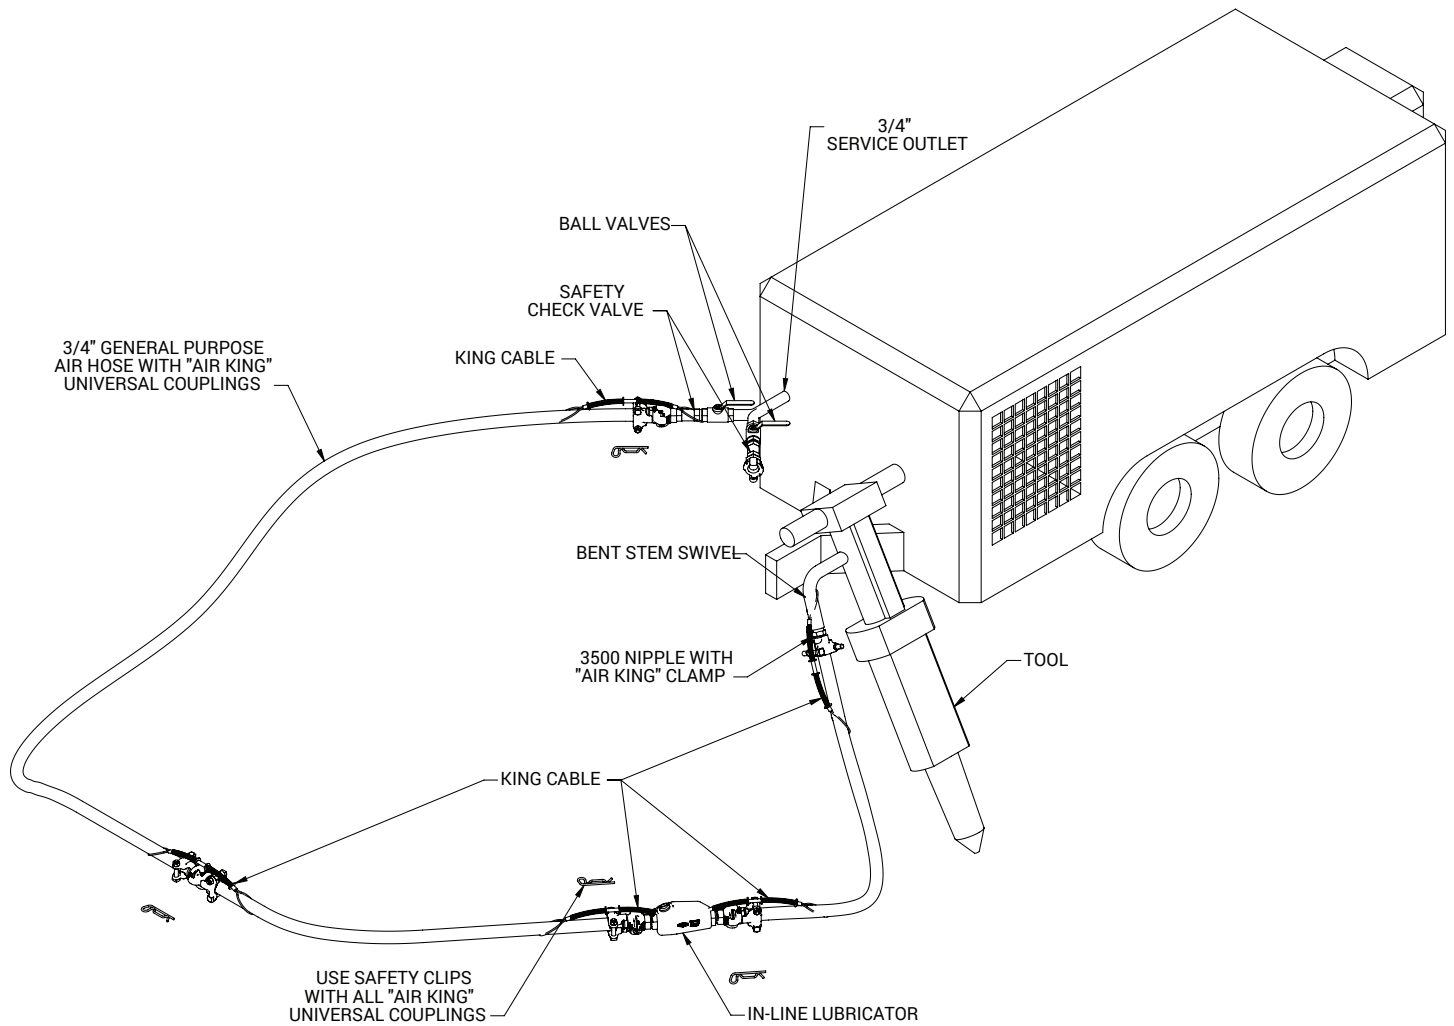 3/4"
SERVICE OUTLET
BALL VALVES
SAFETY
CHECK VALVE
3/4" GENERAL PURPOSE
AIR HOSE WITH "AIR KING"
UNIVERSAL COUPLINGS
KING CABLE
BENT STEM SWIVEL
3500 NIPPLE WITH
"AIR KING" CLAMP
TOOL
KING CABLE
USE SAFETY CLIPS
WITH ALL "AIR KING"
UNIVERSAL COUPLINGS
IN-LINE LUBRICATOR